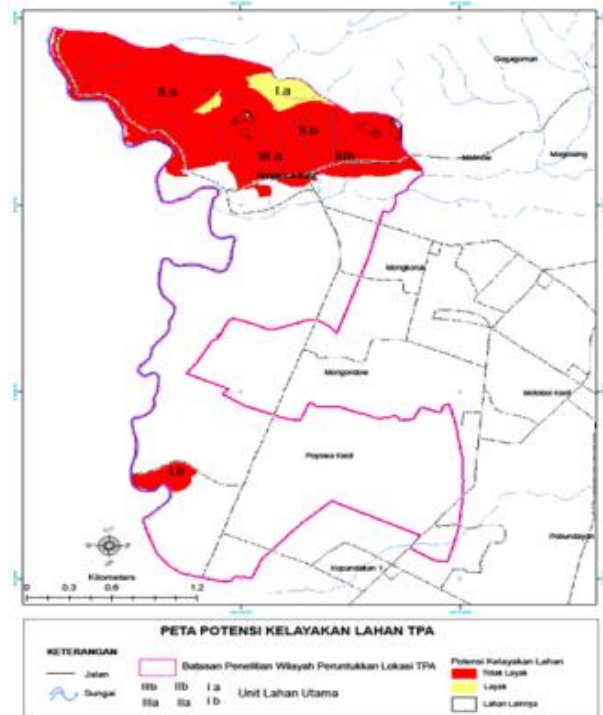 Gogagoman
II.a
I.a
II.b
III.a
IIIb
Molinow
Mogolaing
Mongkonai
Mongondow
Motoboi Kecil
Poyowa Kecil
I.b
Pobundayan
Kopandakan 1
Kilometers
0 0.3 0.6 1.2
PETA POTENSI KELAYAKAN LAHAN TPA
KETERANGAN
Jalan
Sungai
Batasan Penelitian Wilayah Peruntukkan Lokasi TPA
IIIb IIb I a
IIIa IIa I b
Unit Lahan Utama
Potensi Kelayakan Lahan
Tidak Layak
Layak
Lahan Lainnya